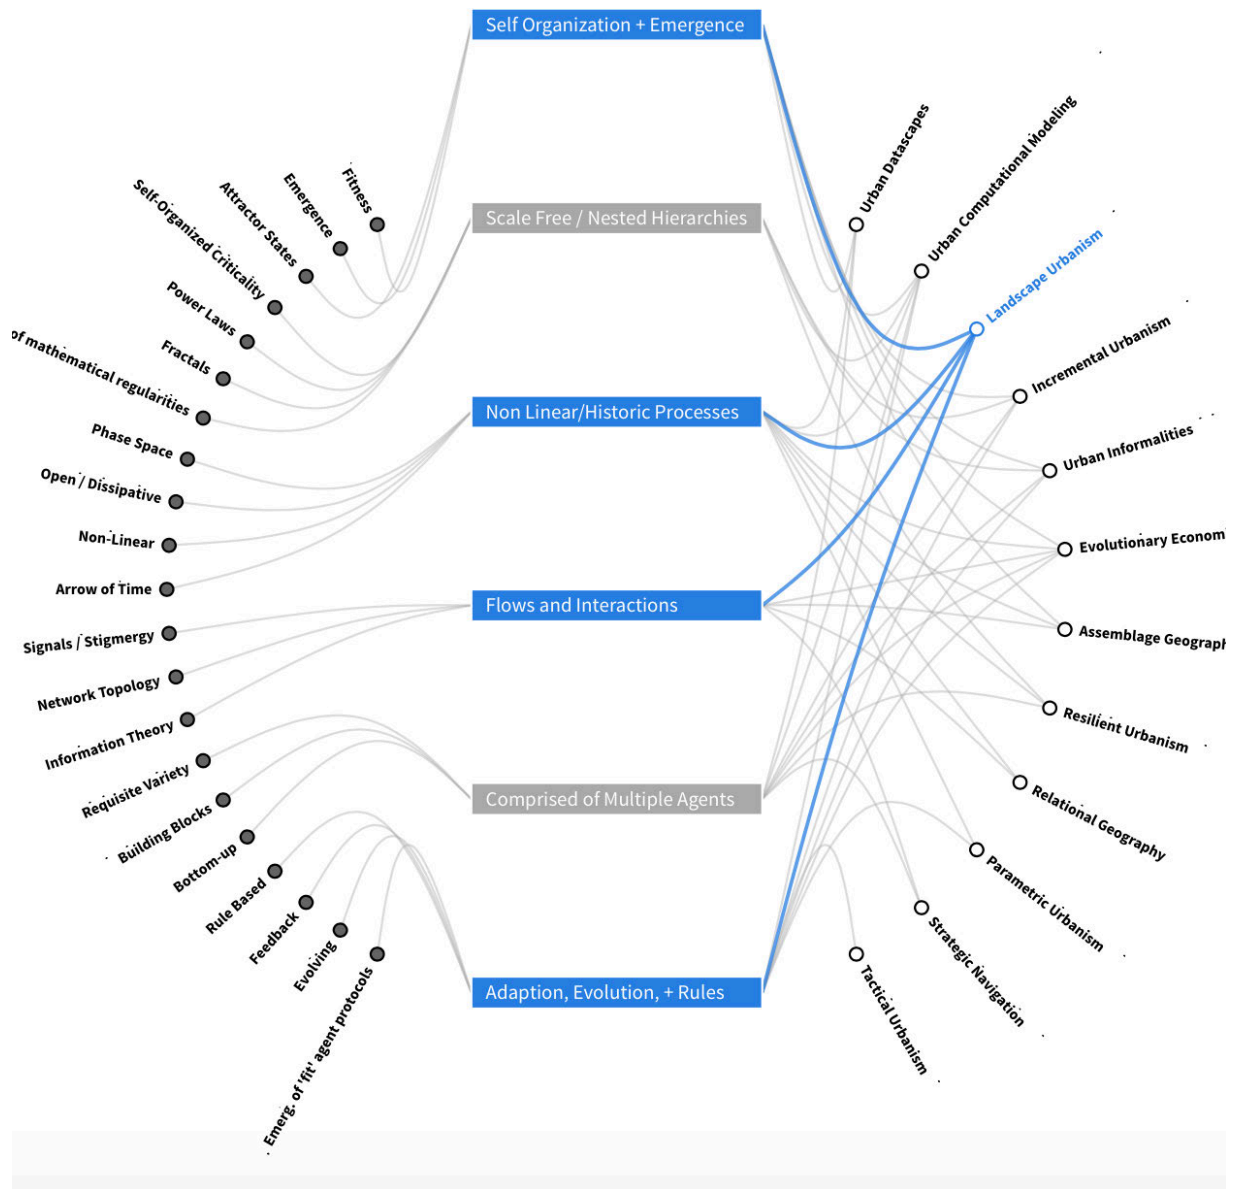 Self Organization + Emergence
Scale Free / Nested Hierarchies
Non Linear/Historic Processes
Flows and Interactions
Comprised of Multiple Agents
Adaption, Evolution, + Rules
Fitness
Emergence
Attractor States
Self-Organized Criticality
Power Laws
Fractals
of mathematical regularities
Phase Space
Open / Dissipative
Non-Linear
Arrow of Time
Signals / Stigmergy
Network Topology
Information Theory
Requisite Variety
Building Blocks
Bottom-up
Rule Based
Feedback
Evolving
Emerg. of 'fit' agent protocols
Urban Datascapes
Urban Computational Modeling
Landscape Urbanism
Incremental Urbanism
Urban Informalities
Evolutionary Econom
Assemblage Geograph
Resilient Urbanism
Relational Geography
Parametric Urbanism
Strategic Navigation
Tactical Urbanism